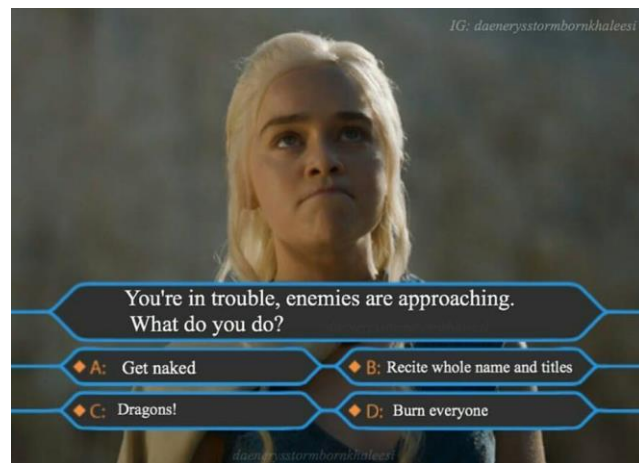 IG: daenerysstormbornkhaleesi
You're in trouble, enemies are approaching.
What do you do?
A: Get naked
B: Recite whole name and titles
C: Dragons!
D: Burn everyone
daenerysstormbornkhaleesi